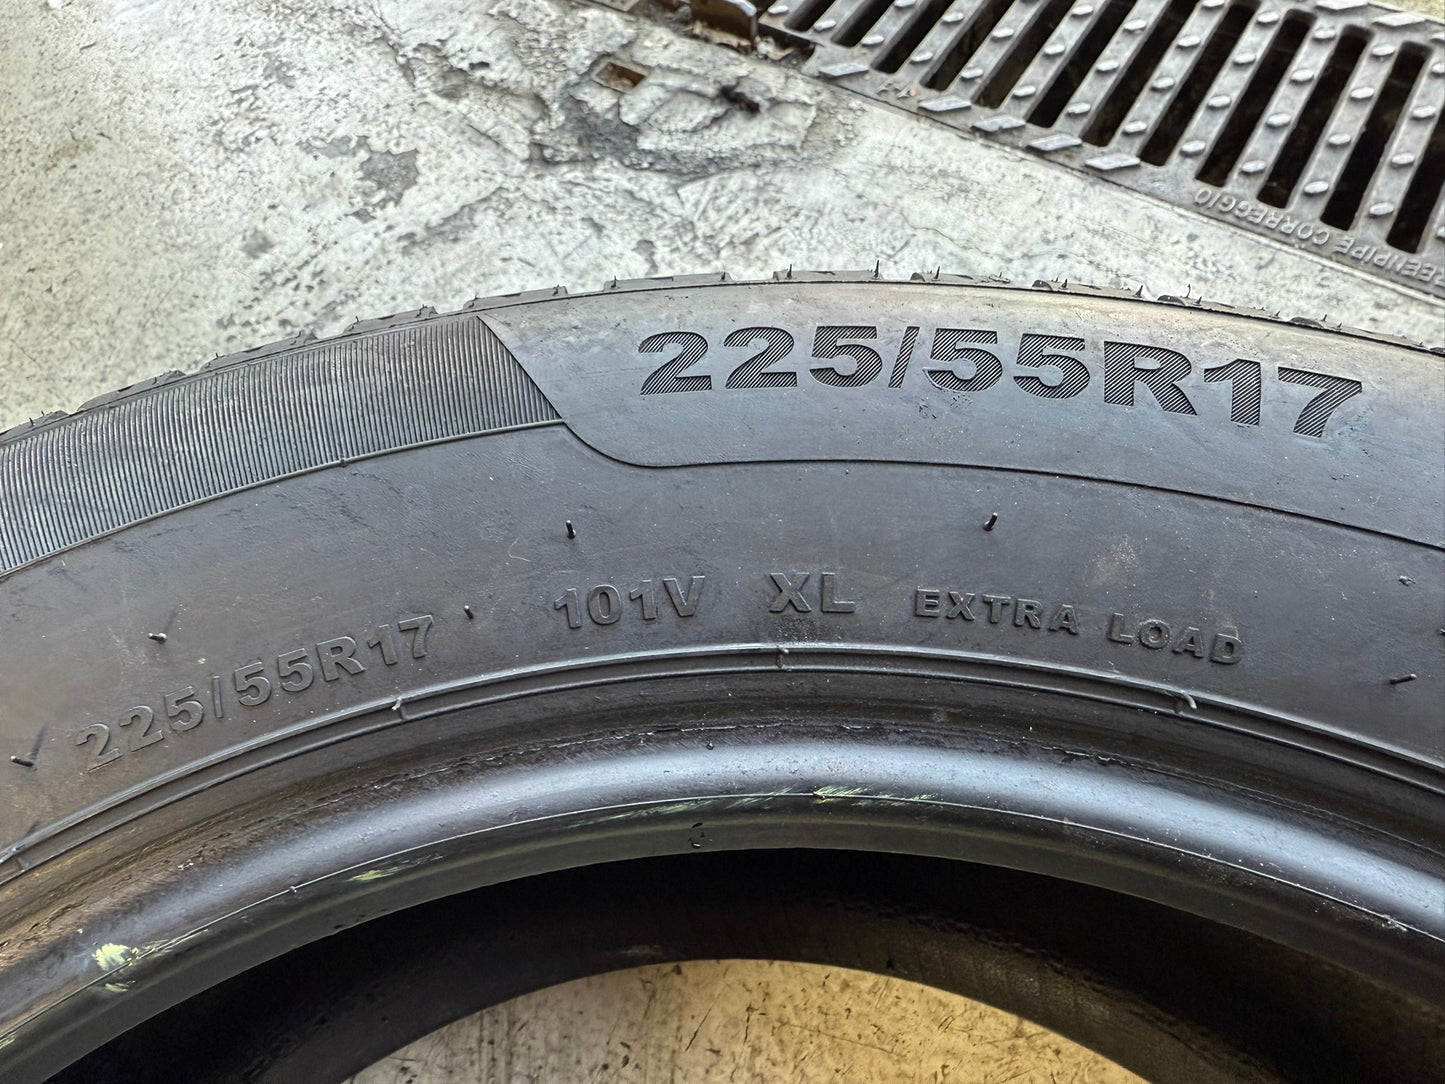 225/55R17
225/55R17 101V XL EXTRA LOAD
GREENPIPE CORREGGIO